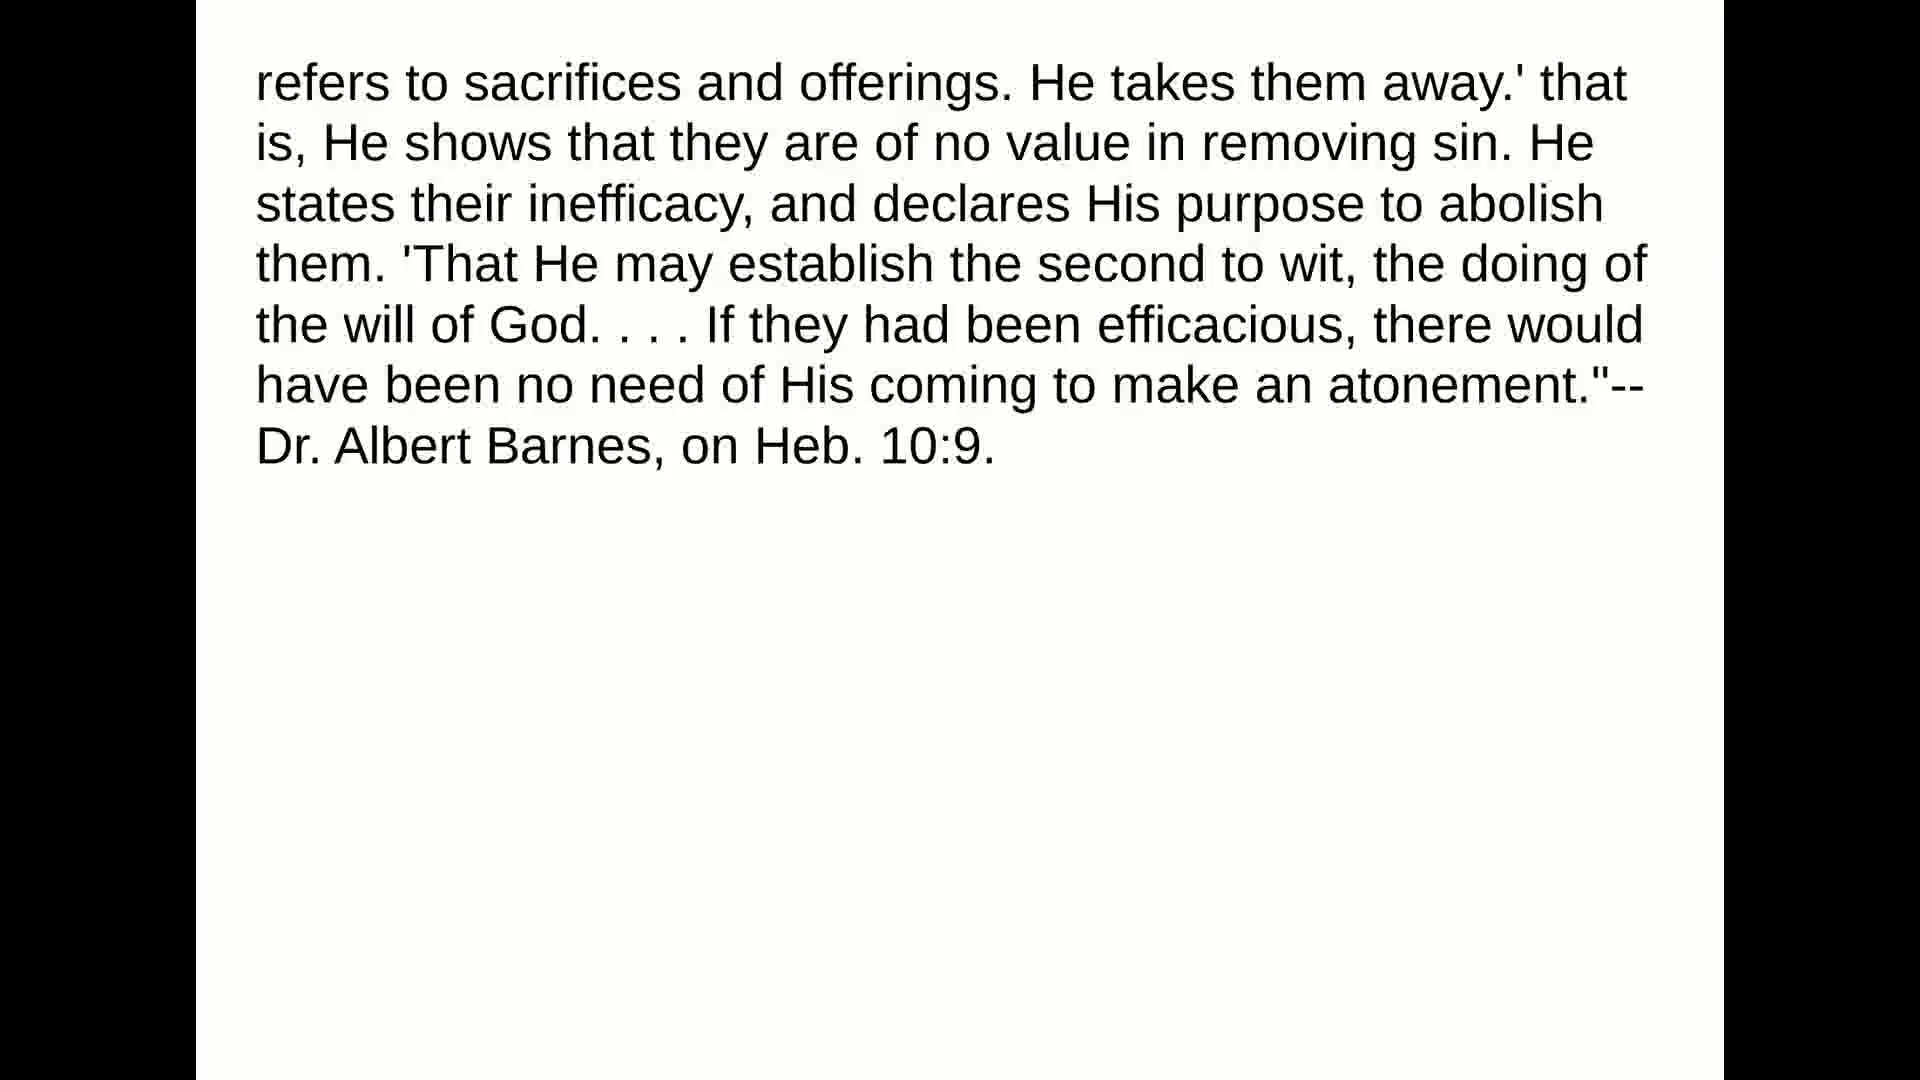 refers to sacrifices and offerings. He takes them away.' that
is, He shows that they are of no value in removing sin. He
states their inefficacy, and declares His purpose to abolish
them. 'That He may establish the second to wit, the doing of
the will of God. . . . If they had been efficacious, there would
have been no need of His coming to make an atonement."--
Dr. Albert Barnes, on Heb. 10:9.